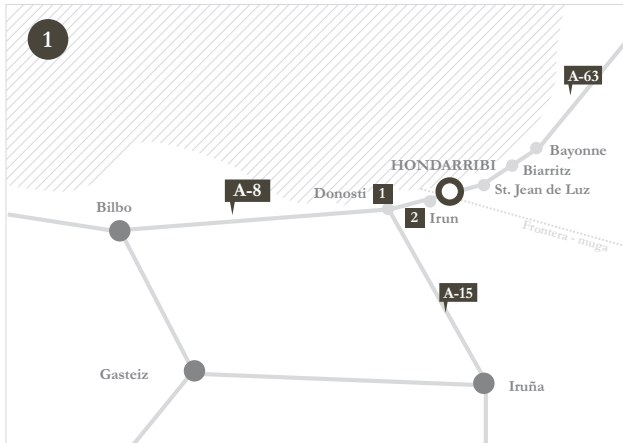 1
A-63
Bayonne
HONDARRIBI
Biarritz
St. Jean de Luz
A-8
Donosti
1
2
Irun
Bilbo
Frontera - muga
A-15
Gasteiz
Iruña